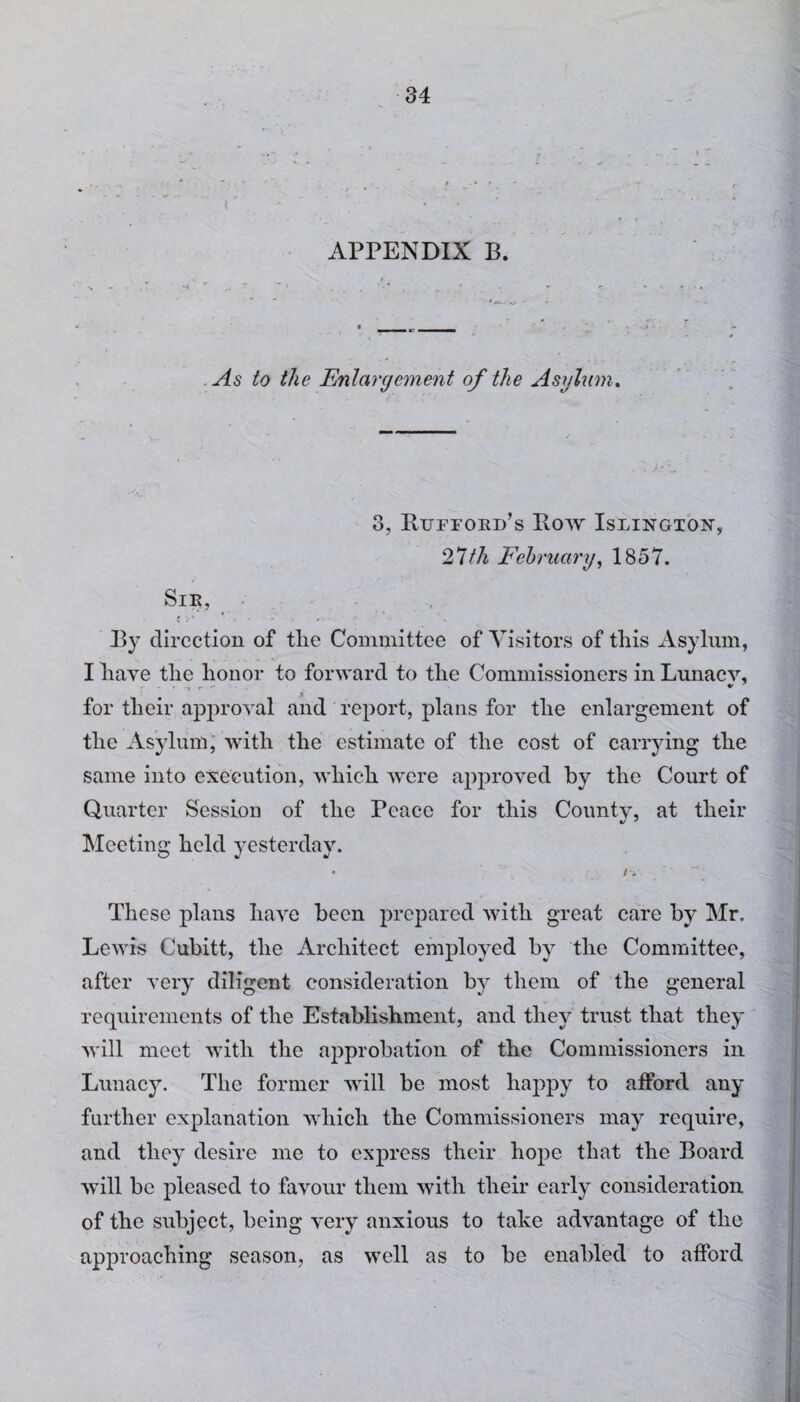 34
APPENDIX B.
As to the Enlargement of the Asylum.
3, Rufford's Row Islington,
27th February, 1857.
Sir,
By direction of the Committee of Visitors of this Asylum,
I have the honor to forward to the Commissioners in Lunacy,
for their approval and report, plans for the enlargement of
the Asylum, with the estimate of the cost of carrying the
same into execution, which were approved by the Court of
Quarter Session of the Peace for this County, at their
Meeting held yesterday.
These plans have been prepared with great care by Mr.
Lewis Cubitt, the Architect employed by the Committee,
after very diligent consideration by them of the general
requirements of the Establishment, and they trust that they
will meet with the approbation of the Commissioners in
Lunacy. The former will be most happy to afford any
further explanation which the Commissioners may require,
and they desire me to express their hope that the Board
will be pleased to favour them with their early consideration
of the subject, being very anxious to take advantage of the
approaching season, as well as to be enabled to afford